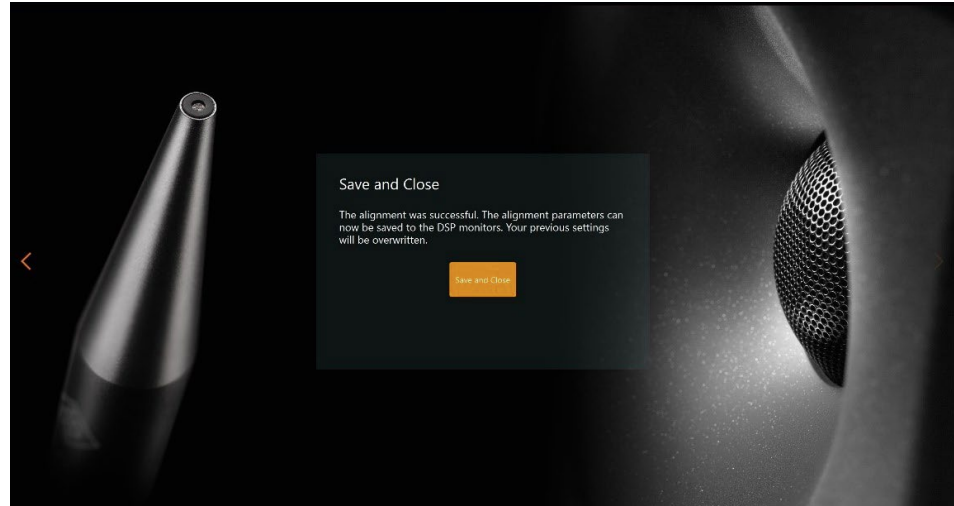 Save and Close
The alignment was successful. The alignment parameters can
now be saved to the DSP monitors. Your previous settings
will be overwritten.
Save and Close